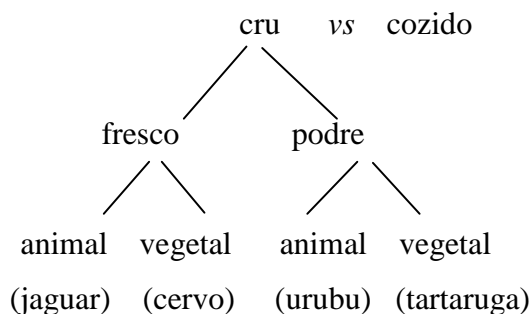 cru vs cozido
fresco podre
animal vegetal animal vegetal
(jaguar) (cervo) (urubu) (tartaruga)